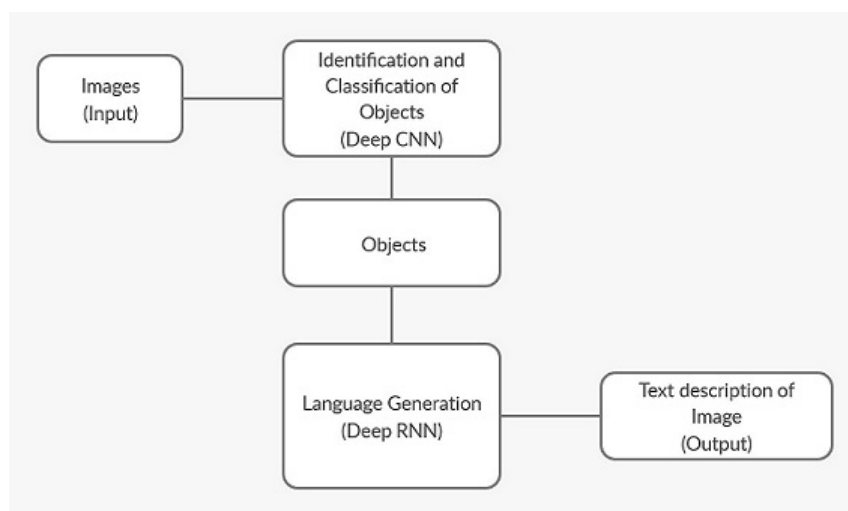 Images
(Input)
Identification and
Classification of
Objects
(Deep CNN)
Objects
Language Generation
(Deep RNN)
Text description of
Image
(Output)